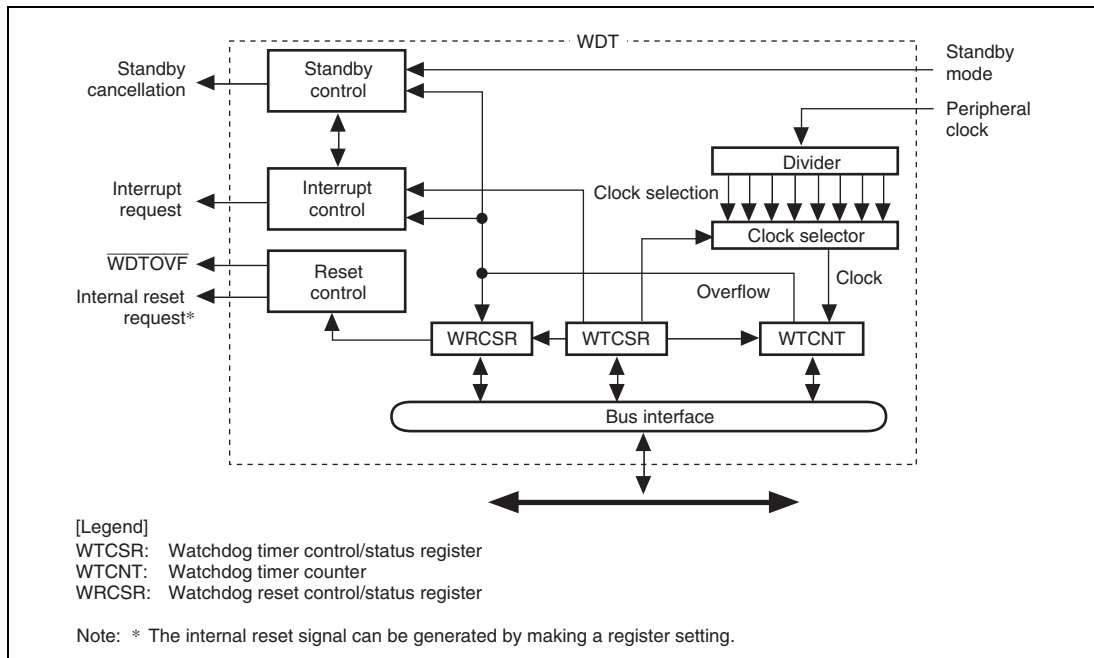 WDT
Standby
cancellation
Standby
control
Standby
mode
Peripheral
clock
Divider
Interrupt
request
Interrupt
control
Clock selection
Clock selector
WDTOVF
Internal reset
request*
Reset
control
Overflow
Clock
WRCSR
WTCSR
WTCNT
Bus interface
[Legend]
WTCSR: Watchdog timer control/status register
WTCNT: Watchdog timer counter
WRCSR: Watchdog reset control/status register
Note: * The internal reset signal can be generated by making a register setting.